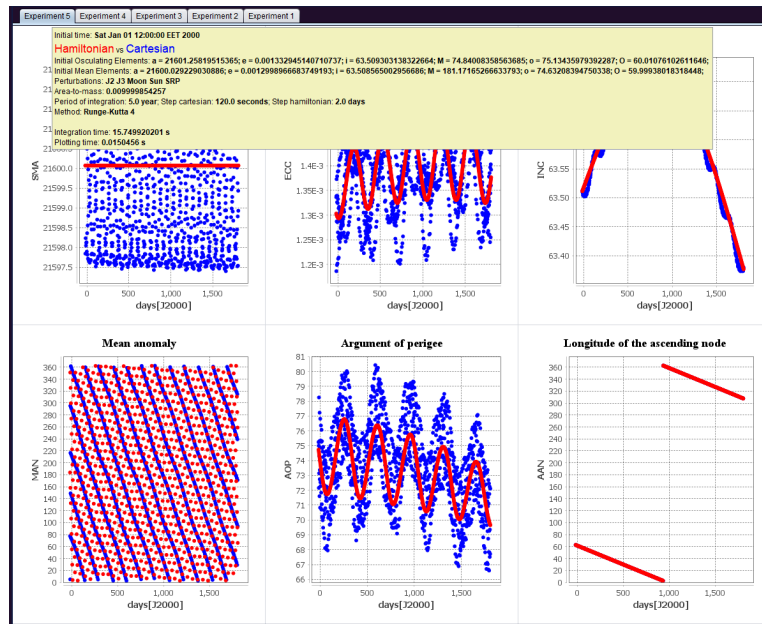 Experiment 5 Experiment 4 Experiment 3 Experiment 2 Experiment 1
Initial time: Sat Jan 01 12:00:00 EET 2000
Hamiltonian vs Cartesian
Initial Osculating Elements: a = 21601.25819515365; e = 0.001332945140710737; i = 63.509303138322664; M = 74.84008358563685; o = 75.13435979392287; O = 60.01076102611646;
Initial Mean Elements: a = 21600.029229030886; e = 0.0012998966683749193; i = 63.508565002956686; M = 181.17165266633793; o = 74.63208394750338; O = 59.99938018318448;
Perturbations: J2 J3 Moon Sun SRP
Area-to-mass: 0.009999854257
Period of integration: 5.0 year; Step cartesian: 120.0 seconds; Step hamiltonian: 2.0 days
Method: Runge-Kutta 4
Integration time: 15.749920201 s
Plotting time: 0.0150456 s
SMA
21600.0
21599.5
21599.0
21598.5
21598.0
21597.5
0 500 1,000 1,500
days[J2000]
ECC
1.4E-3
1.35E-3
1.3E-3
1.25E-3
1.2E-3
0 500 1,000 1,500
days[J2000]
INC
63.55
63.50
63.45
63.40
0 500 1,000 1,500
days[J2000]
Mean anomaly
MAN
360
340
320
300
280
260
240
220
200
180
160
140
120
100
80
60
40
20
0
0 500 1,000 1,500
days[J2000]
Argument of perigee
AOP
81
80
79
78
77
76
75
74
73
72
71
70
69
68
67
66
0 500 1,000 1,500
days[J2000]
Longitude of the ascending node
AAN
360
340
320
300
280
260
240
220
200
180
160
140
120
100
80
60
40
20
0
0 500 1,000 1,500
days[J2000]